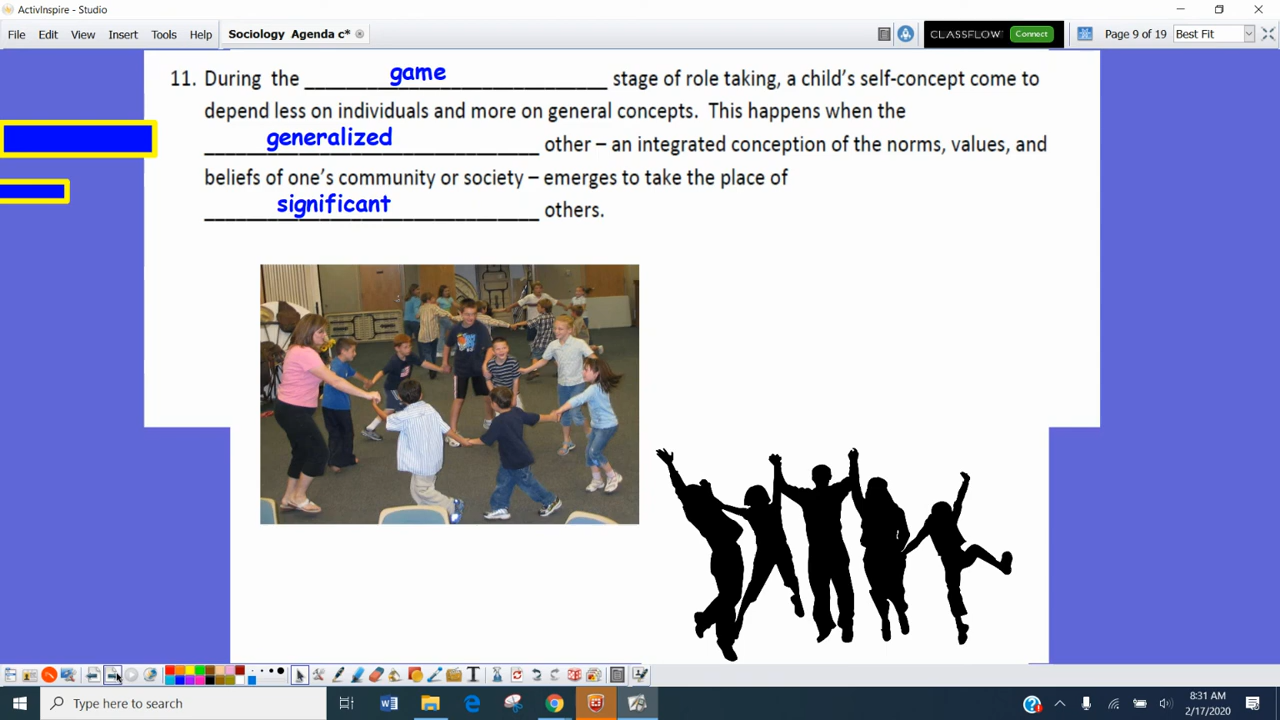 ActivInspire - Studio
File Edit View Insert Tools Help Sociology Agenda c* CLASSFLOW Connect Page 9 of 19 Best Fit
11. During the game stage of role taking, a child's self-concept come to
depend less on individuals and more on general concepts. This happens when the
generalized other – an integrated conception of the norms, values, and
beliefs of one's community or society – emerges to take the place of
significant others.
Type here to search
8:31 AM
2/17/2020